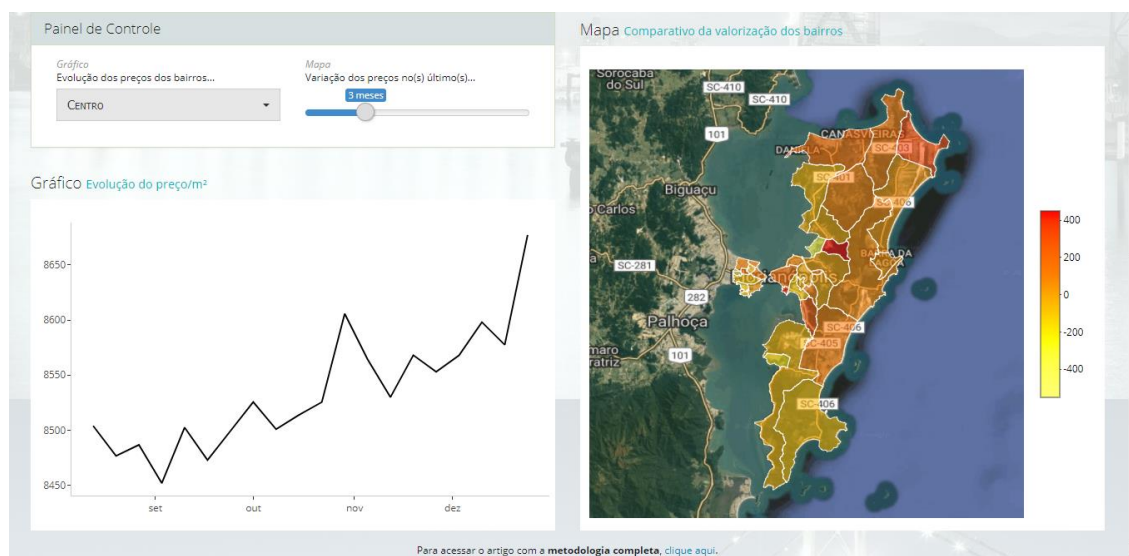 Painel de Controle
Gráfico
Evolução dos preços dos bairros...
CENTRO
Mapa
Variação dos preços no(s) último(s)...
3 meses
Gráfico Evolução do preço/m²
8650
8600
8550
8500
8450
set out nov dez
Mapa Comparativo da valorização dos bairros
Sorocaba
do Sul
SC-410
SC-410
101
CANASVIEIRAS
DANIELA
SC-403
SC-401
Biguaçu
SC-406
o Carlos
BARRA DA
LAGOA
SC-281
Florianópolis
282
Palhoça
SC-406
SC-405
101
SC-406
400
200
0
-200
-400
Para acessar o artigo com a metodologia completa, clique aqui.